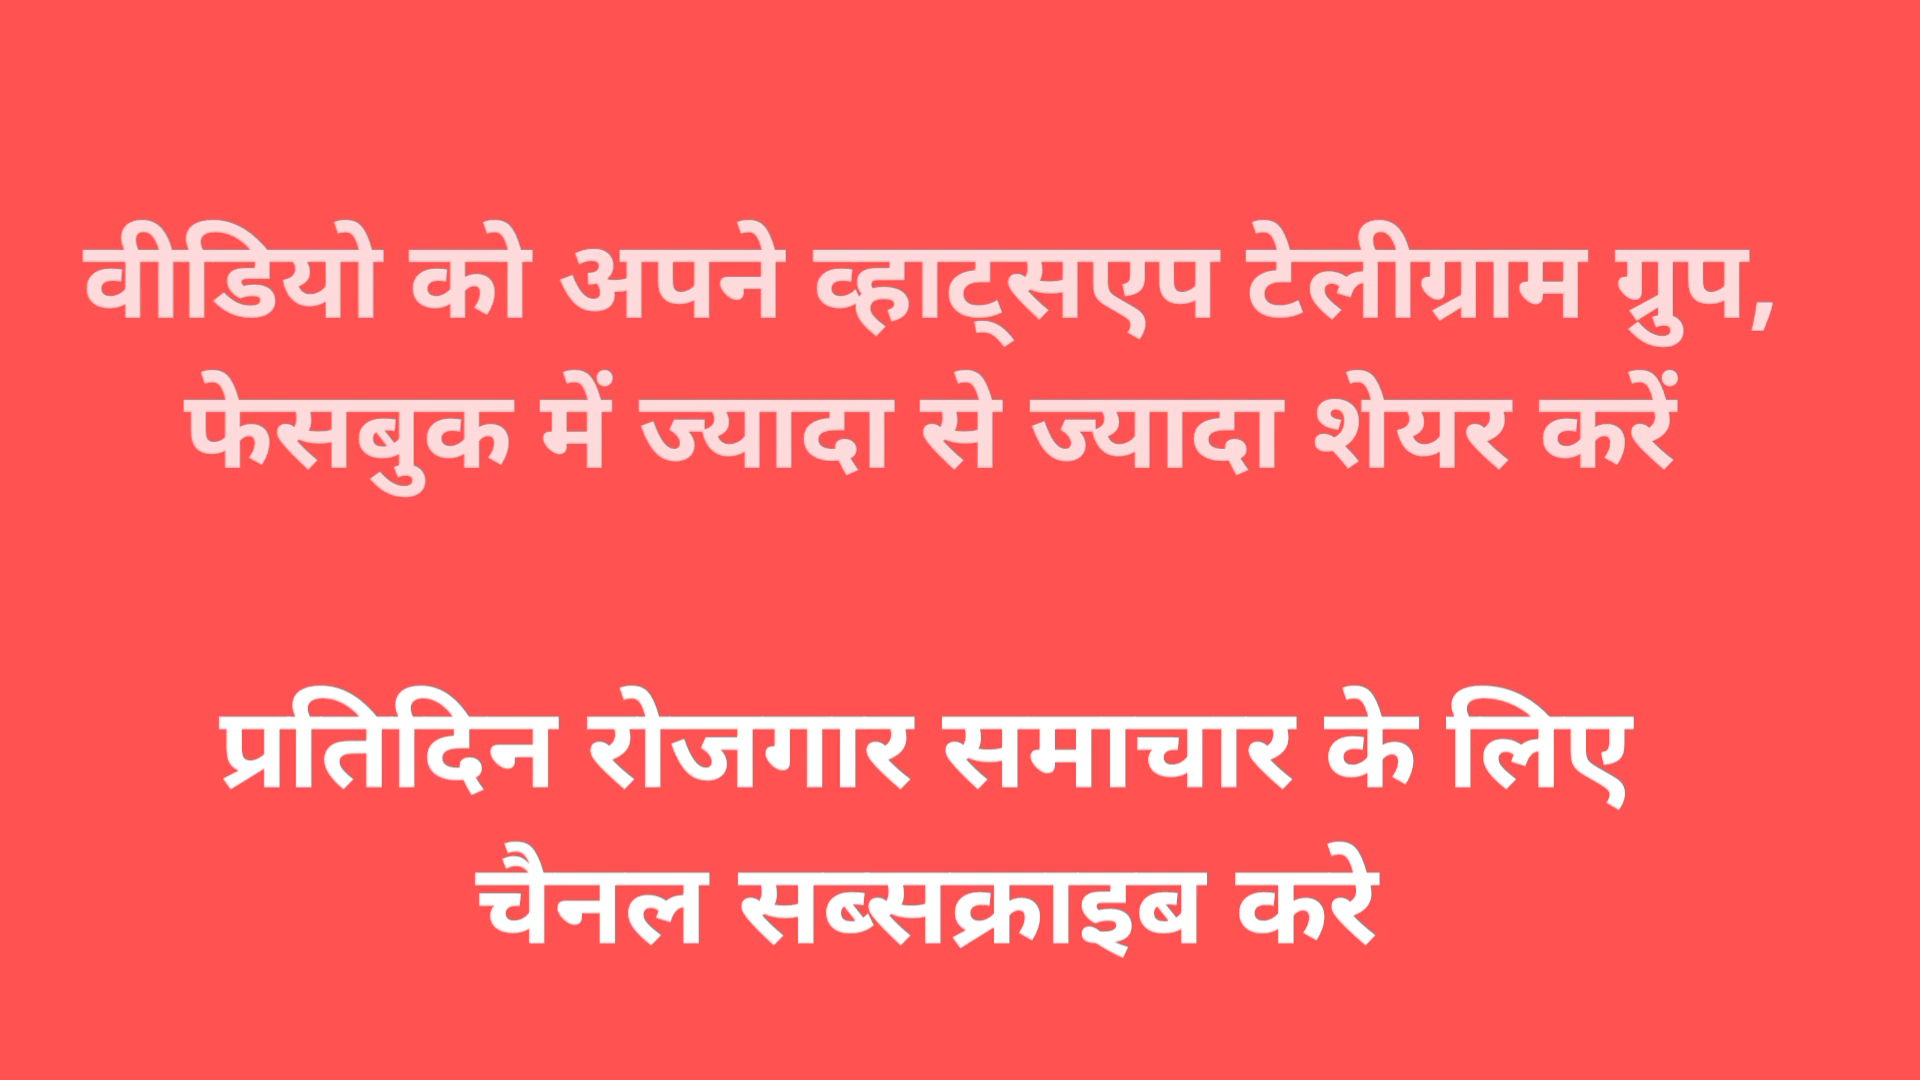 वीडियो को अपने व्हाट्सएप टेलीग्राम ग्रुप,
फेसबुक में ज्यादा से ज्यादा शेयर करें
प्रतिदिन रोजगार समाचार के लिए
चैनल सब्सक्राइब करे